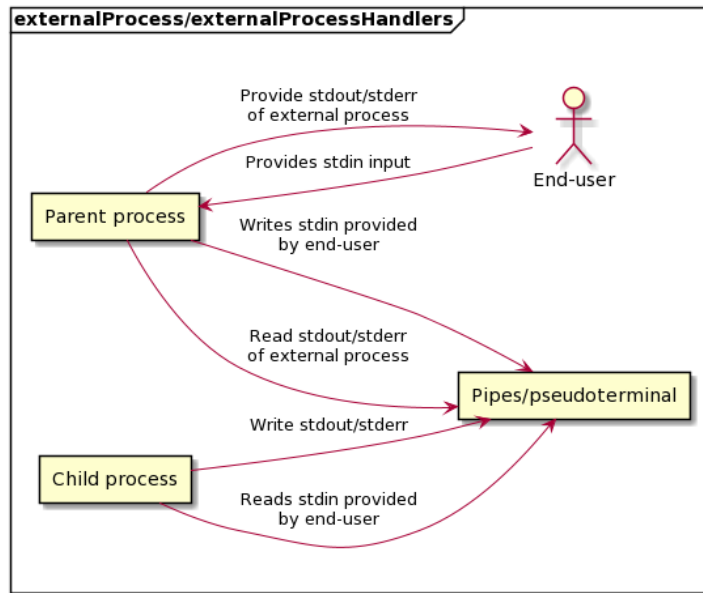 externalProcess/externalProcessHandlers
Provide stdout/stderr
of external process
Provides stdin input
End-user
Parent process
Writes stdin provided
by end-user
Read stdout/stderr
of external process
Pipes/pseudoterminal
Write stdout/stderr
Child process
Reads stdin provided
by end-user